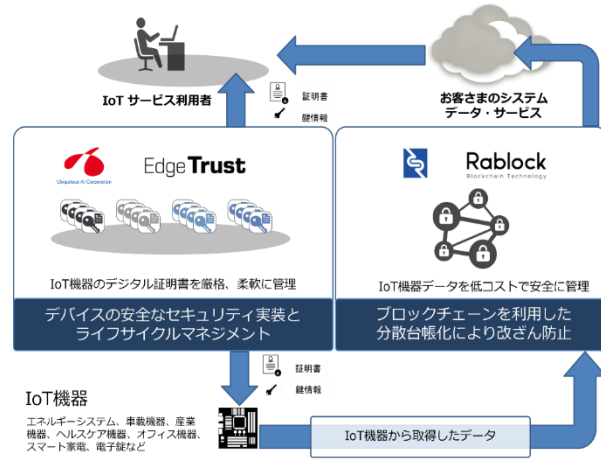 IoT サービス利用者
証明書
鍵情報
お客さまのシステム
データ・サービス
Ubiquitous AI Corporation
EdgeTrust
Rablock
Blockchain Technology
IoT機器のデジタル証明書を厳格、柔軟に管理
IoT機器データを低コストで安全に管理
デバイスの安全なセキュリティ実装と
ライフサイクルマネジメント
ブロックチェーンを利用した
分散台帳化により改ざん防止
証明書
鍵情報
IoT機器
エネルギーシステム、車載機器、産業
機器、ヘルスケア機器、オフィス機器、
スマート家電、電子錠など
IoT機器から取得したデータ